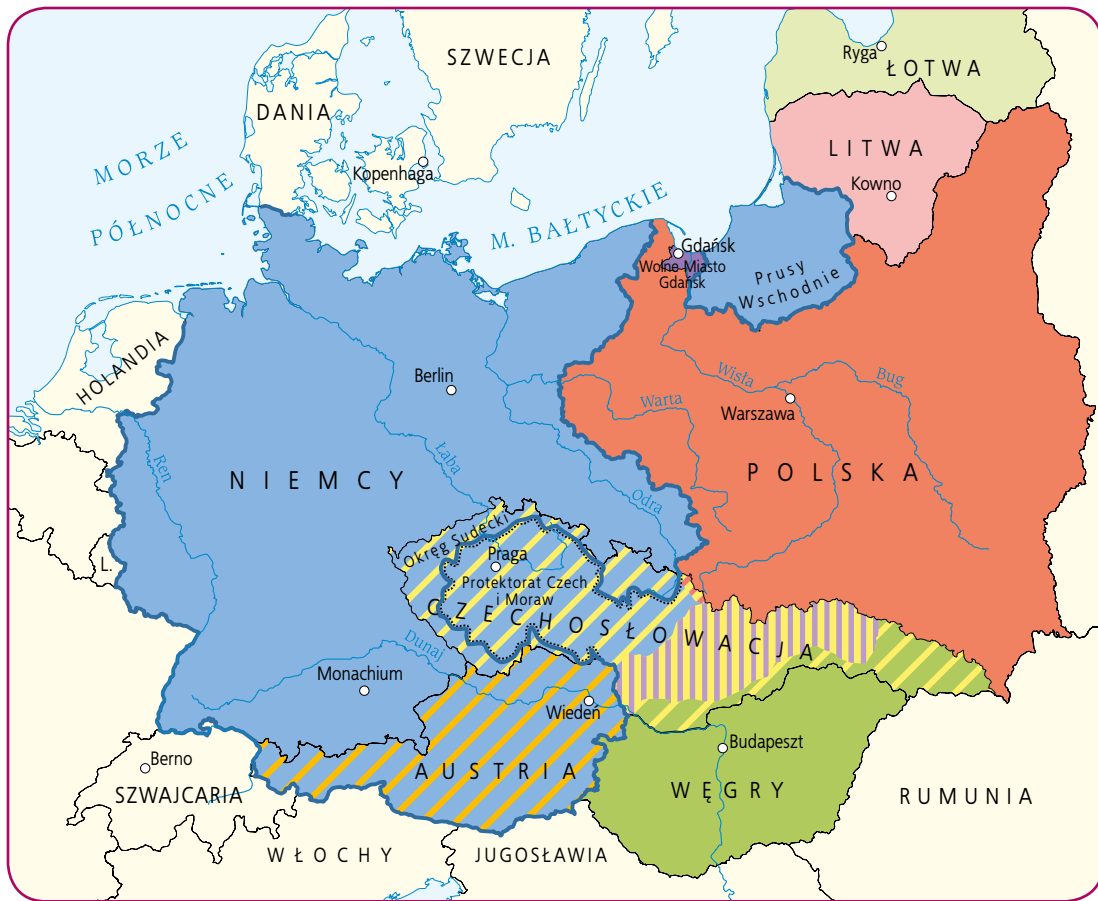 SZWECJA
Ryga
ŁOTWA
DANIA
MORZE
PÓŁNOCNE
LITWA
Kopenhaga
Kowno
M. BAŁTYCKIE
Gdańsk
Wolne Miasto
Gdańsk
Prusy
Wschodnie
HOLANDIA
Berlin
Wisła
Bug
Warta
Warszawa
Ren
Łaba
NIEMCY
POLSKA
Odra
Okręg Sudecki
Praga
L.
Protektorat Czech
i Moraw
CZECHOSŁOWACJA
Dunaj
Monachium
Wiedeń
Budapeszt
Berno
AUSTRIA
SZWAJCARIA
WĘGRY
RUMUNIA
WŁOCHY
JUGOSŁAWIA